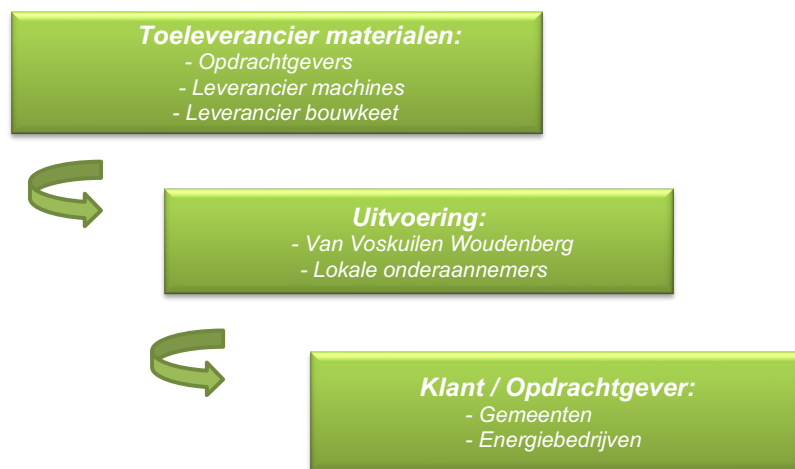 Toeleverancier materialen:
- Opdrachtgevers
- Leverancier machines
- Leverancier bouwkeet
Uitvoering:
- Van Voskuilen Woudenberg
- Lokale onderaannemers
Klant / Opdrachtgever:
- Gemeenten
- Energiebedrijven